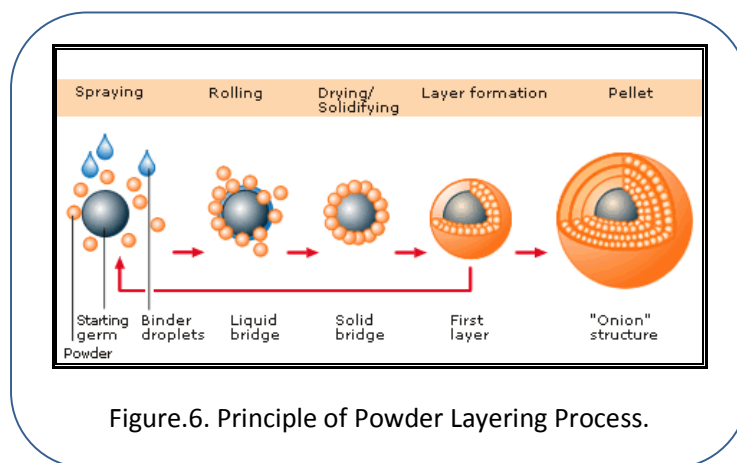 Spraying
Rolling
Drying/
Solidifying
Layer formation
Pellet
Starting
germ
Powder
Binder
droplets
Liquid
bridge
Solid
bridge
First
layer
"Onion"
structure
Figure.6. Principle of Powder Layering Process.